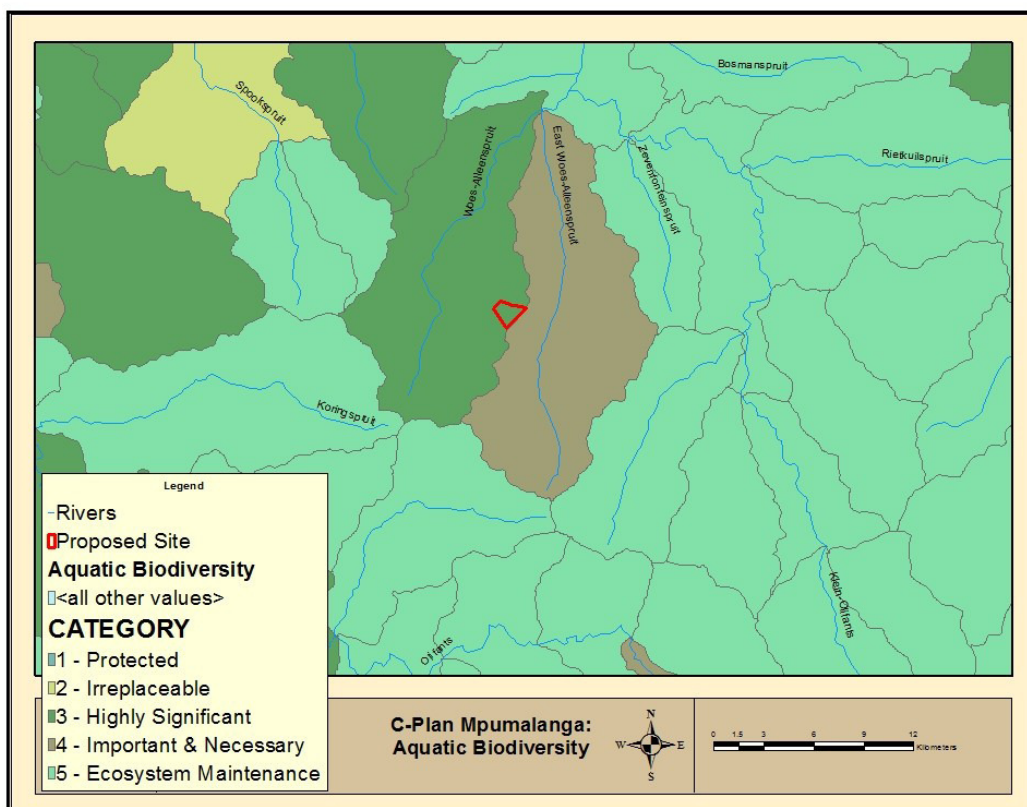 Bosmanspruit
Spookspruit
Woes-Alleenspruit
East Woes-Alleenspruit
Zevenfonteinspruit
Rietkuilspruit
Koringspruit
Klein-Olifants
Olifants
Legend
Rivers
Proposed Site
Aquatic Biodiversity
<all other values>
CATEGORY
1 - Protected
2 - Irreplaceable
3 - Highly Significant
4 - Important & Necessary
5 - Ecosystem Maintenance
C-Plan Mpumalanga:
Aquatic Biodiversity
N
W E
S
0 1.5 3 6 9 12
Kilometers